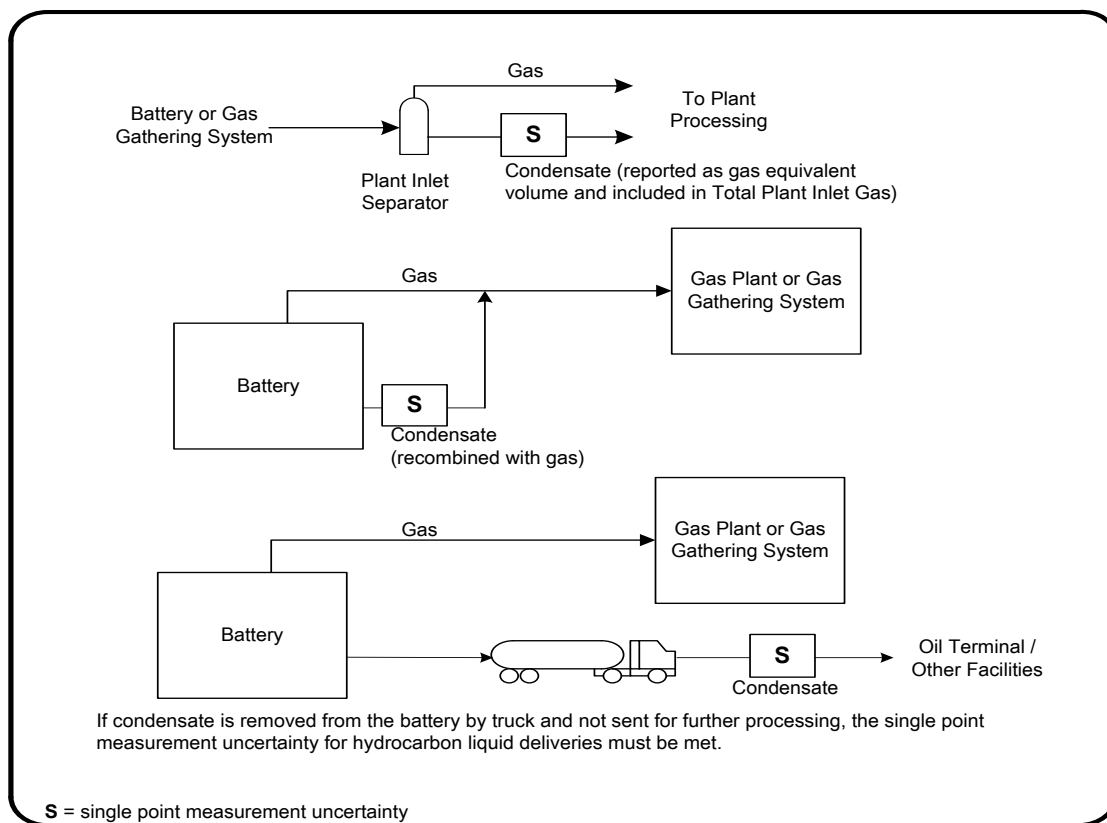 Gas
Battery or Gas
Gathering System
To Plant
Processing
S
Plant Inlet
Separator
Condensate (reported as gas equivalent
volume and included in Total Plant Inlet Gas)
Gas
Gas Plant or Gas
Gathering System
Battery
S
Condensate
(recombined with gas)
Gas
Gas Plant or Gas
Gathering System
Battery
S
Condensate
Oil Terminal /
Other Facilities
If condensate is removed from the battery by truck and not sent for further processing, the single point
measurement uncertainty for hydrocarbon liquid deliveries must be met.
S = single point measurement uncertainty